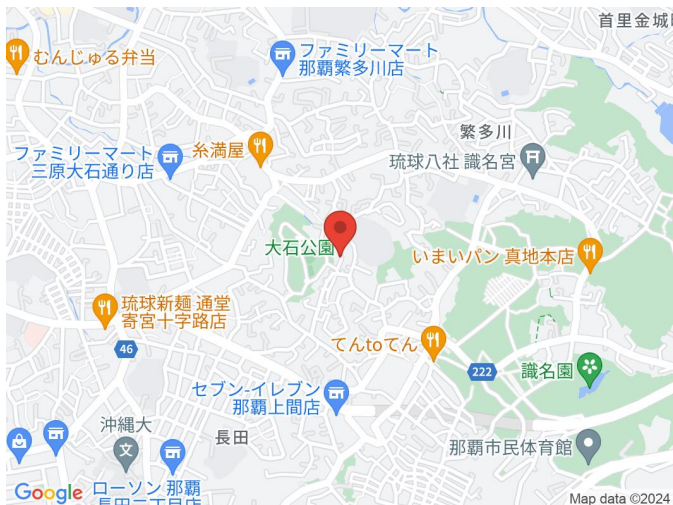 首里金城町
むんじゅる弁当
ファミリーマート
那覇繁多川店
繁多川
ファミリーマート
三原大石通り店
糸満屋
琉球八社 識名宮
大石公園
いまいパン 真地本店
琉球新麺 通堂
寄宮十字路店
46
てんtoてん
222
識名園
セブン-イレブン
那覇上間店
沖縄大
長田
那覇市民体育館
ローソン 那覇
長田二丁目店
Google
Map data ©2024